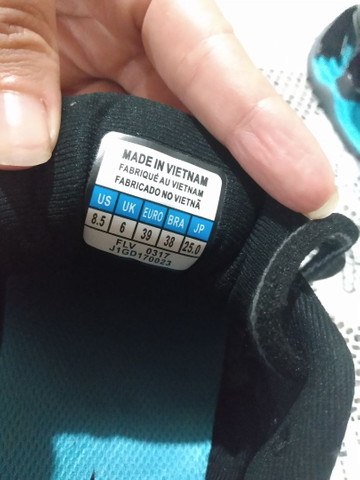 MADE IN VIETNAM
FABRIQUÉ AU VIETNAM
FABRICADO NO VIETNÃ
US UK EURO BRA JP
8.5 6 39 38 25.0
FLV 0317
J1GD170023